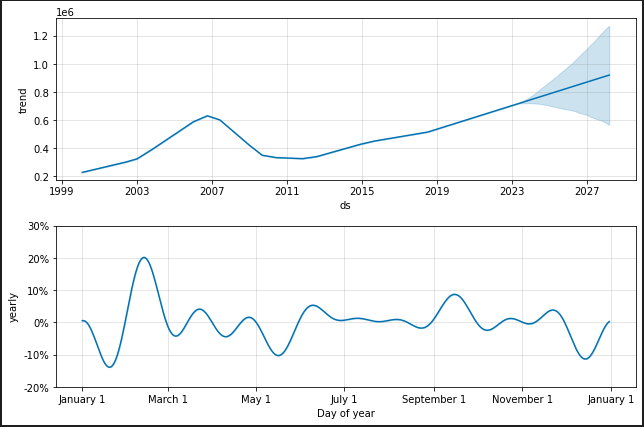 1e6
1.2
1.0
0.8
0.6
0.4
0.2
trend
1999 2003 2007 2011 2015 2019 2023 2027
ds
30%
20%
10%
0%
-10%
-20%
yearly
January 1 March 1 May 1 July 1 September 1 November 1 January 1
Day of year